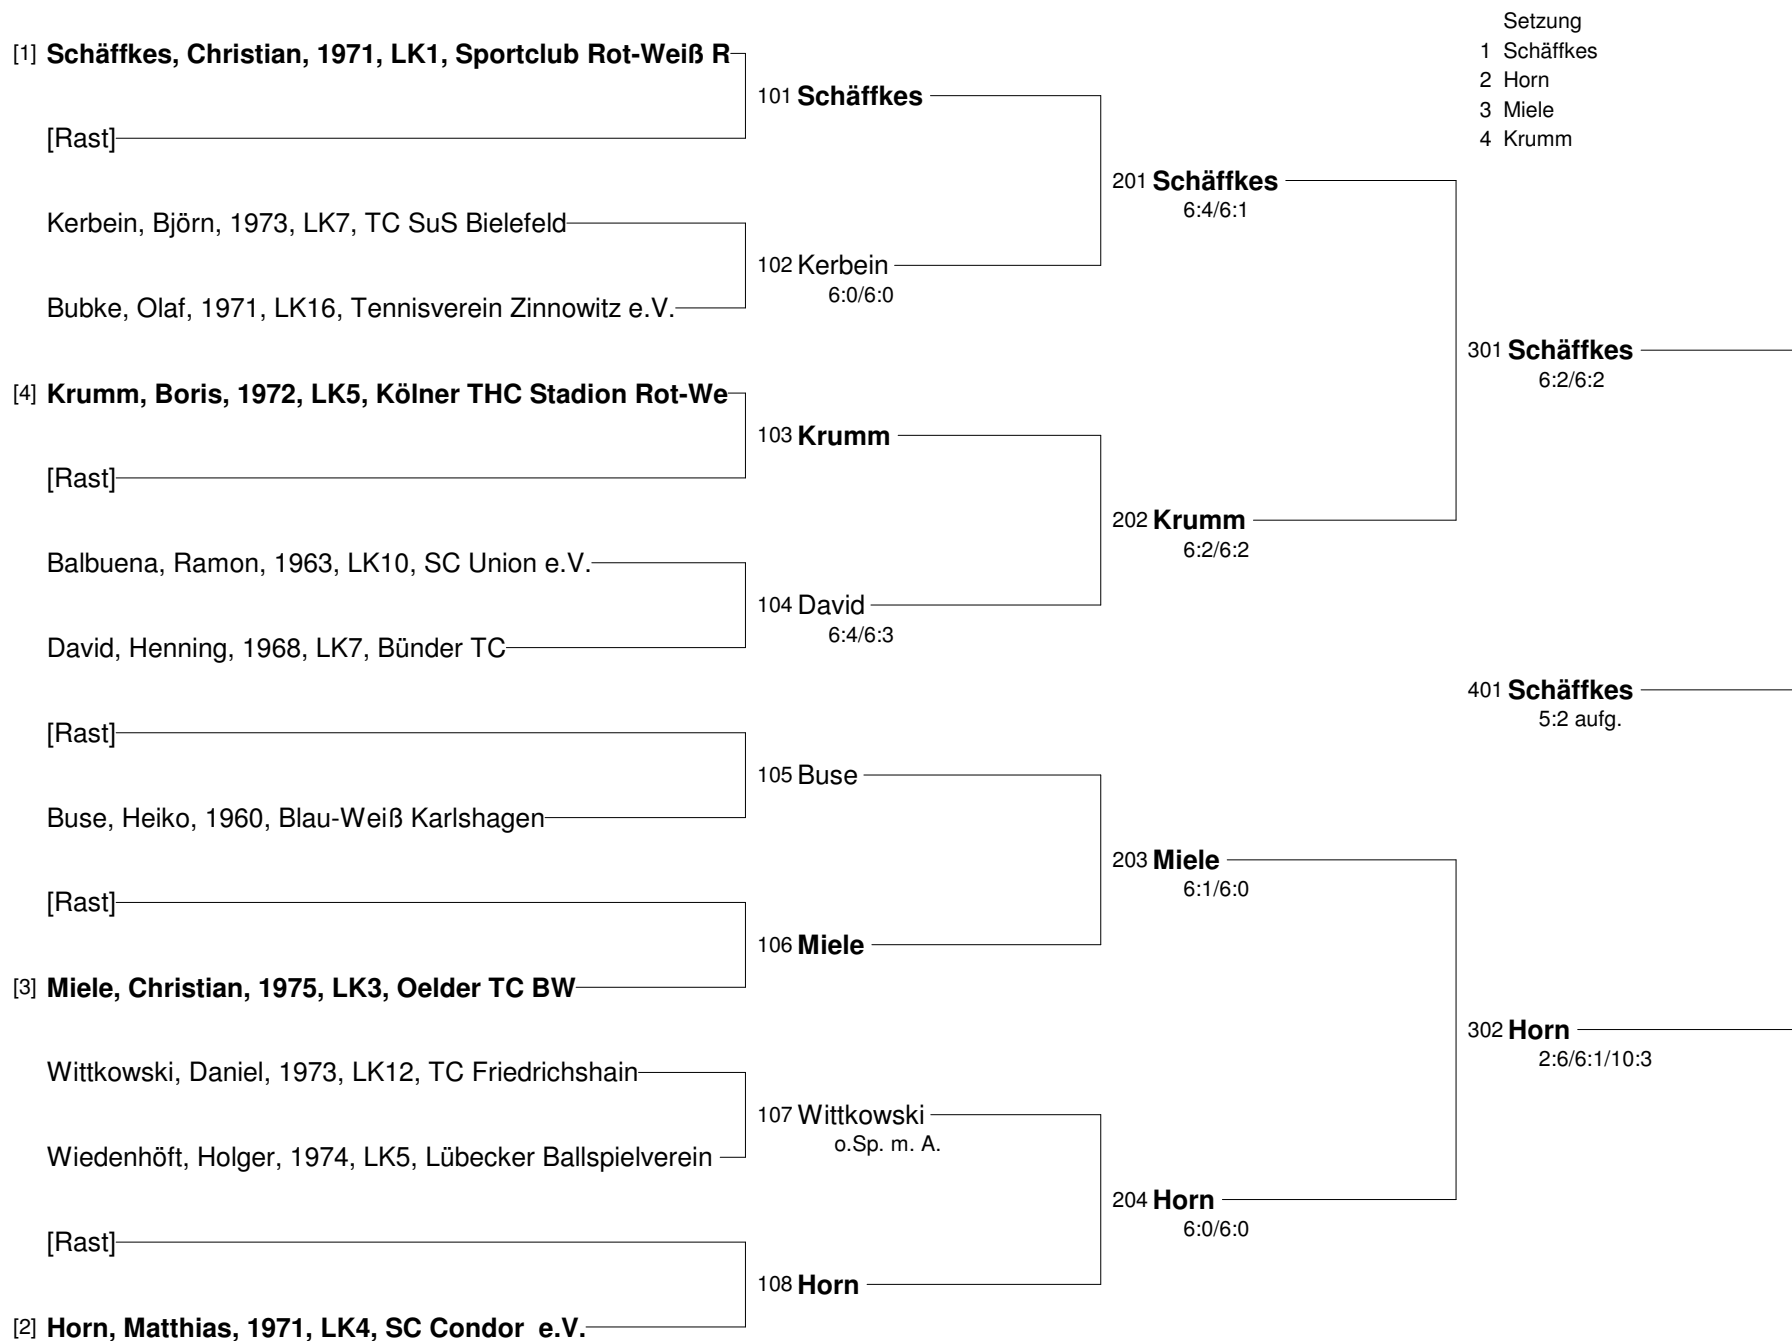 Setzung
1 Schäffkes
2 Horn
3 Miele
4 Krumm
[1] Schäffkes, Christian, 1971, LK1, Sportclub Rot-Weiß R
[Rast]
Kerbein, Björn, 1973, LK7, TC SuS Bielefeld
Bubke, Olaf, 1971, LK16, Tennisverein Zinnowitz e.V.
[4] Krumm, Boris, 1972, LK5, Kölner THC Stadion Rot-We
[Rast]
Balbuena, Ramon, 1963, LK10, SC Union e.V.
David, Henning, 1968, LK7, Bünder TC
[Rast]
Buse, Heiko, 1960, Blau-Weiß Karlshagen
[Rast]
[3] Miele, Christian, 1975, LK3, Oelder TC BW
Wittkowski, Daniel, 1973, LK12, TC Friedrichshain
Wiedenhöft, Holger, 1974, LK5, Lübecker Ballspielverein
[Rast]
[2] Horn, Matthias, 1971, LK4, SC Condor e.V.
101 Schäffkes
102 Kerbein
6:0/6:0
103 Krumm
104 David
6:4/6:3
105 Buse
106 Miele
107 Wittkowski
o.Sp. m. A.
108 Horn
201 Schäffkes
6:4/6:1
202 Krumm
6:2/6:2
203 Miele
6:1/6:0
204 Horn
6:0/6:0
301 Schäffkes
6:2/6:2
401 Schäffkes
5:2 aufg.
302 Horn
2:6/6:1/10:3